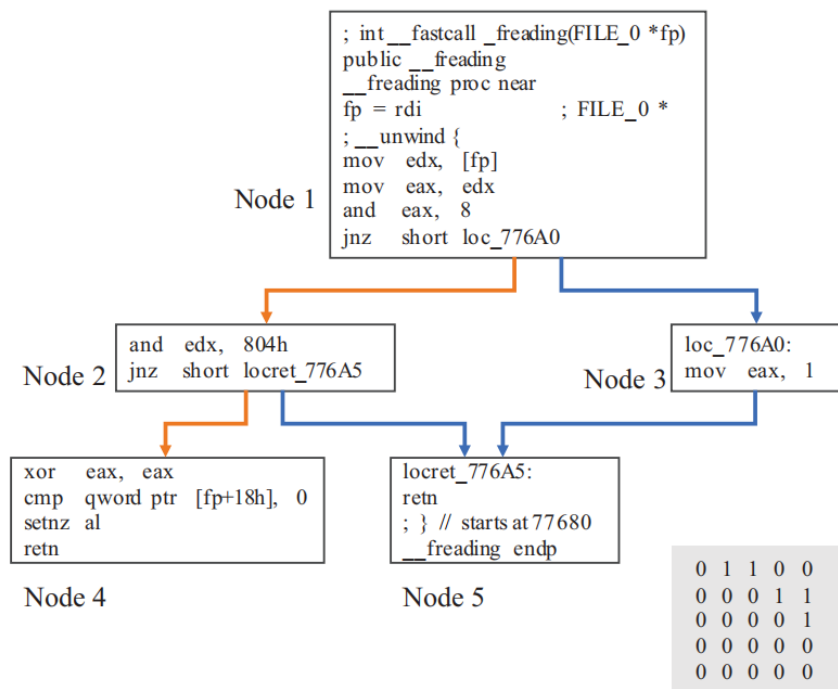 ; int __fastcall _freading(FILE_0 *fp)
public __freading
__freading proc near
fp = rdi ; FILE_0 *
; __unwind {
mov edx, [fp]
mov eax, edx
and eax, 8
jnz short loc_776A0
Node 1
and edx, 804h
jnz short locret_776A5
Node 2
loc_776A0:
mov eax, 1
Node 3
xor eax, eax
cmp qword ptr [fp+18h], 0
setnz al
retn
Node 4
locret_776A5:
retn
; } // starts at 77680
__freading endp
Node 5
0 1 1 0 0
0 0 0 1 1
0 0 0 0 1
0 0 0 0 0
0 0 0 0 0